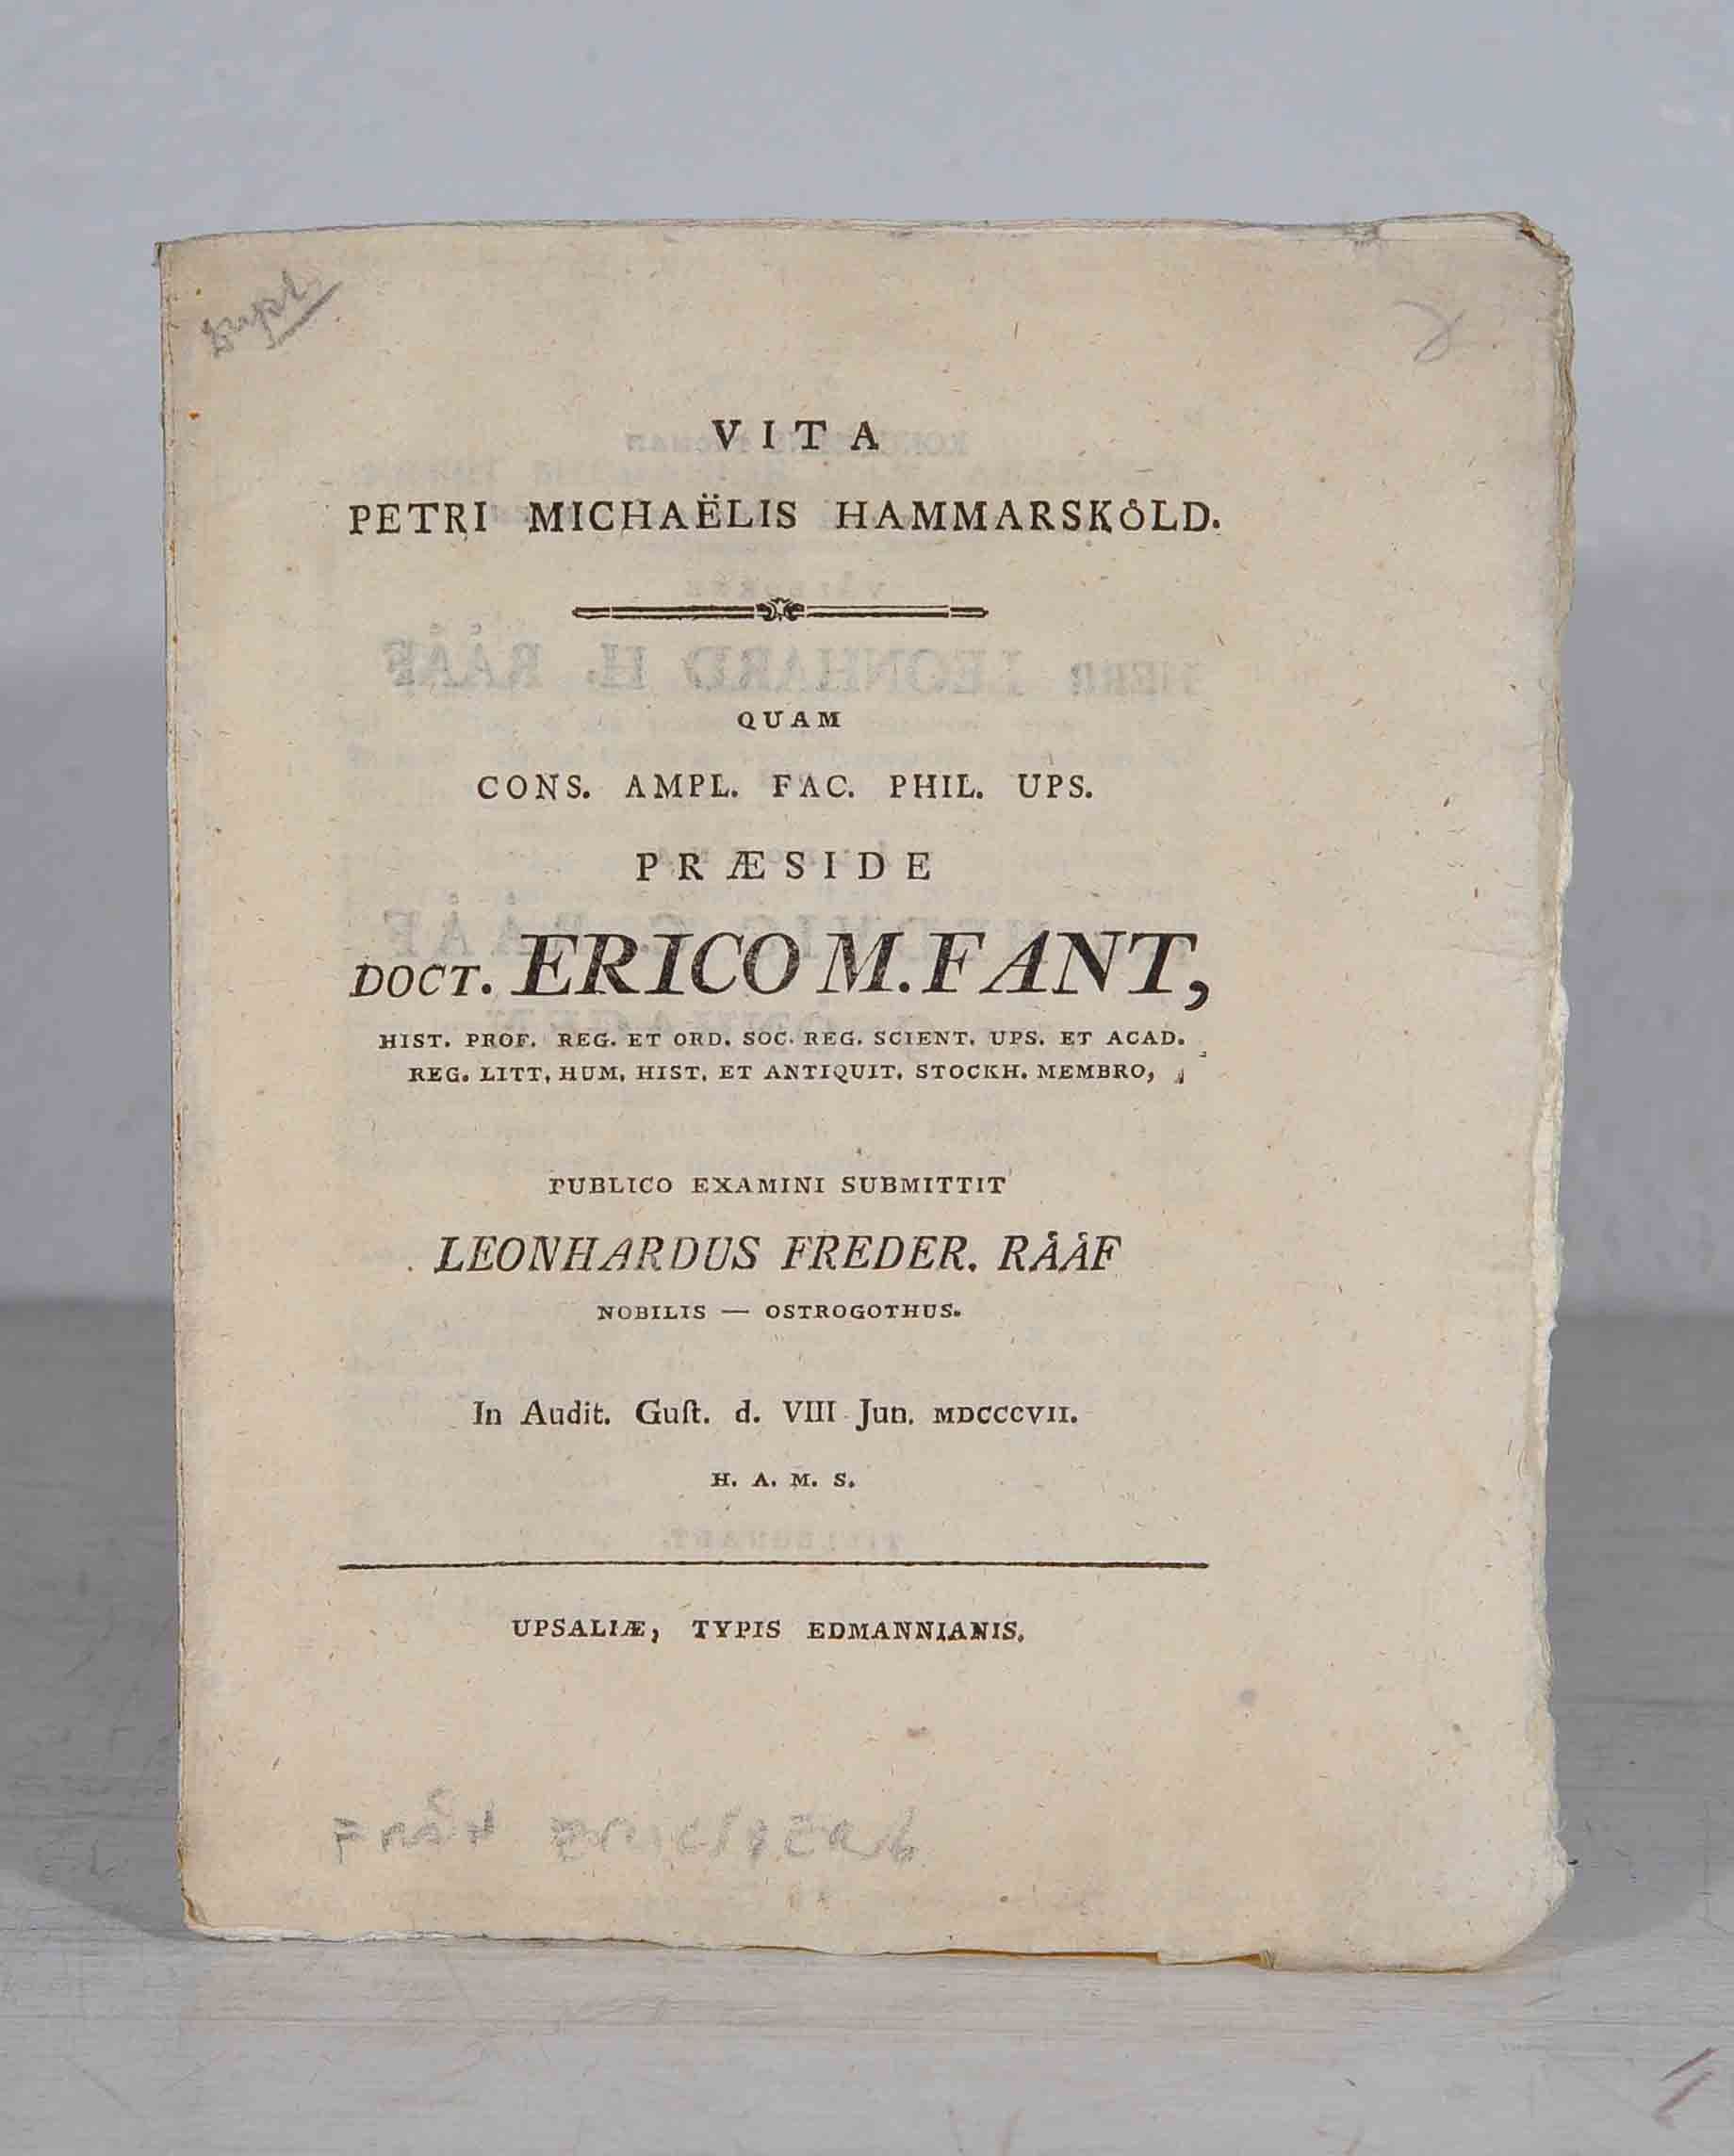 VITA
PETRI MICHAËLIS HAMMARSKÖLD.
QUAM
CONS. AMPL. FAC. PHIL. UPS.
PRÆSIDE
DOCT. ERICO M. FANT,
HIST. PROF. REG. ET ORD. SOC. REG. SCIENT. UPS. ET ACAD.
REG. LITT, HUM, HIST, ET ANTIQUIT. STOCKH. MEMBRO,
PUBLICO EXAMINI SUBMITTIT
LEONHARDUS FREDER. RÅÅF
NOBILIS — OSTROGOTHUS.
In Audit. Guſt. d. VIII Jun. MDCCCVII.
H. A. M. S.
UPSALIÆ, TYPIS EDMANNIANIS.
FRÅN ERICSBERG